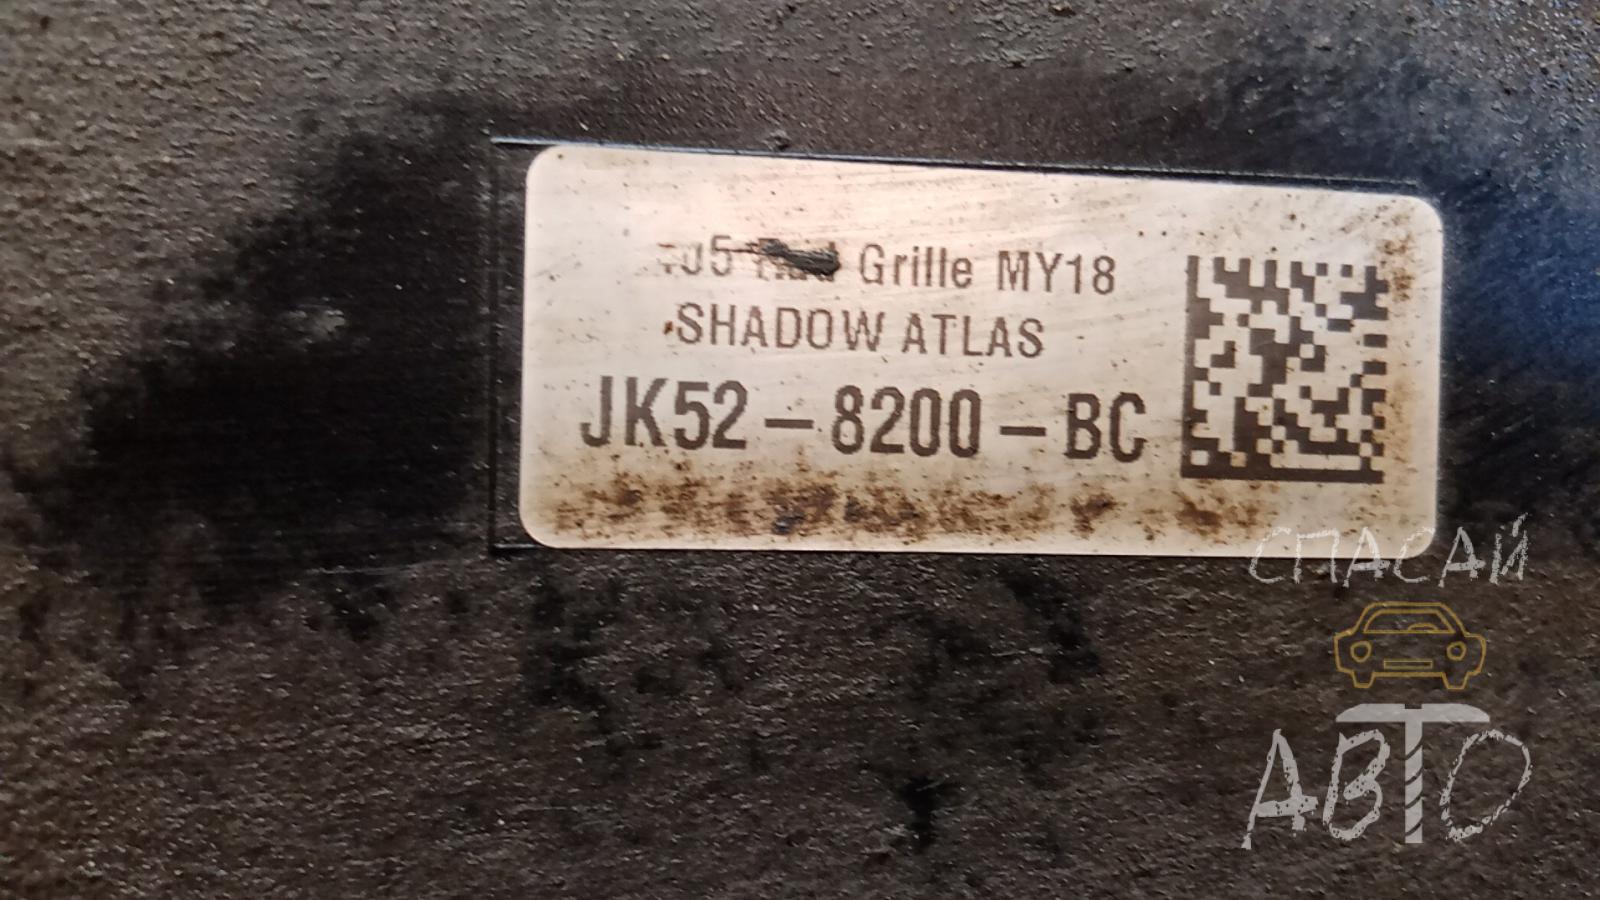 Grille MY18
SHADOW ATLAS
JK52-8200-BC
СПАСАЙ
АВТО